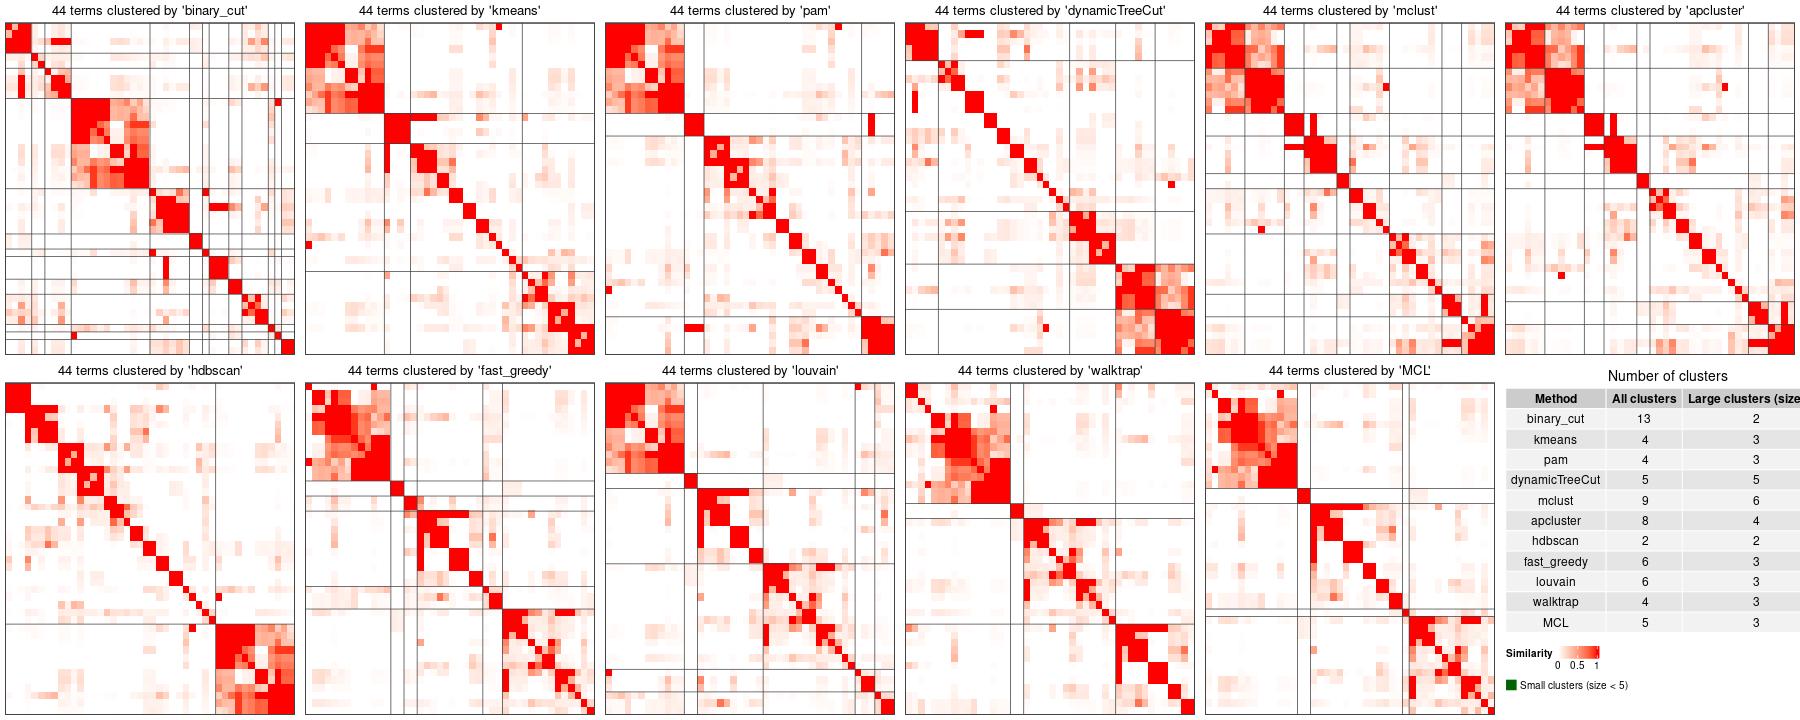 44 terms clustered by 'binary_cut'
44 terms clustered by 'kmeans'
44 terms clustered by 'pam'
44 terms clustered by 'dynamicTreeCut'
44 terms clustered by 'mclust'
44 terms clustered by 'apcluster'
44 terms clustered by 'hdbscan'
44 terms clustered by 'fast_greedy'
44 terms clustered by 'louvain'
44 terms clustered by 'walktrap'
44 terms clustered by 'MCL'
Number of clusters
Method All clusters Large clusters (size
binary_cut 13 2
kmeans 4 3
pam 4 3
dynamicTreeCut 5 5
mclust 9 6
apcluster 8 4
hdbscan 2 2
fast_greedy 6 3
louvain 6 3
walktrap 4 3
MCL 5 3
Similarity
0 0.5 1
Small clusters (size < 5)